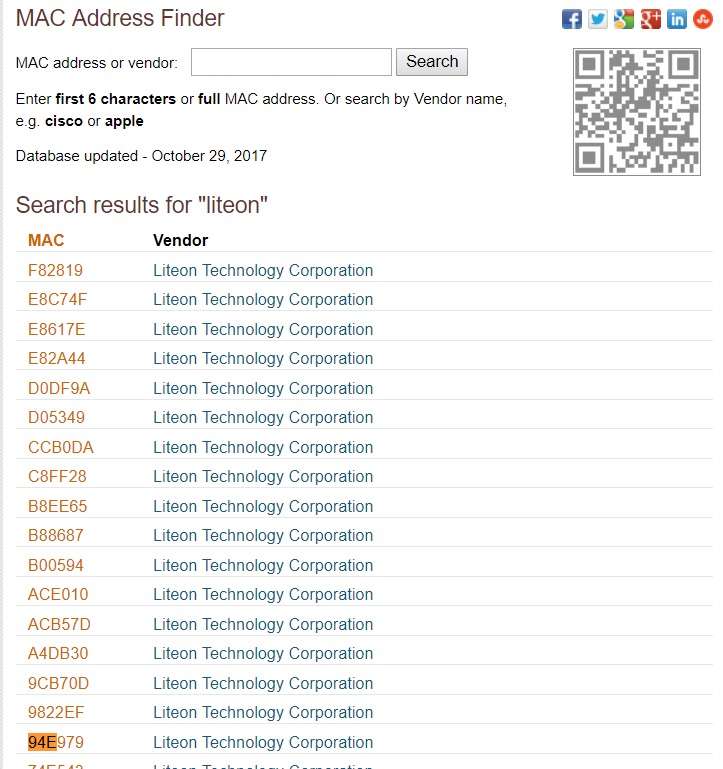 MAC Address Finder
MAC address or vendor: Search
Enter first 6 characters or full MAC address. Or search by Vendor name,
e.g. cisco or apple
Database updated - October 29, 2017
Search results for "liteon"
MAC Vendor
F82819 Liteon Technology Corporation
E8C74F Liteon Technology Corporation
E8617E Liteon Technology Corporation
E82A44 Liteon Technology Corporation
D0DF9A Liteon Technology Corporation
D05349 Liteon Technology Corporation
CCB0DA Liteon Technology Corporation
C8FF28 Liteon Technology Corporation
B8EE65 Liteon Technology Corporation
B88687 Liteon Technology Corporation
B00594 Liteon Technology Corporation
ACE010 Liteon Technology Corporation
ACB57D Liteon Technology Corporation
A4DB30 Liteon Technology Corporation
9CB70D Liteon Technology Corporation
9822EF Liteon Technology Corporation
94E979 Liteon Technology Corporation
Liteon Technology Corporation